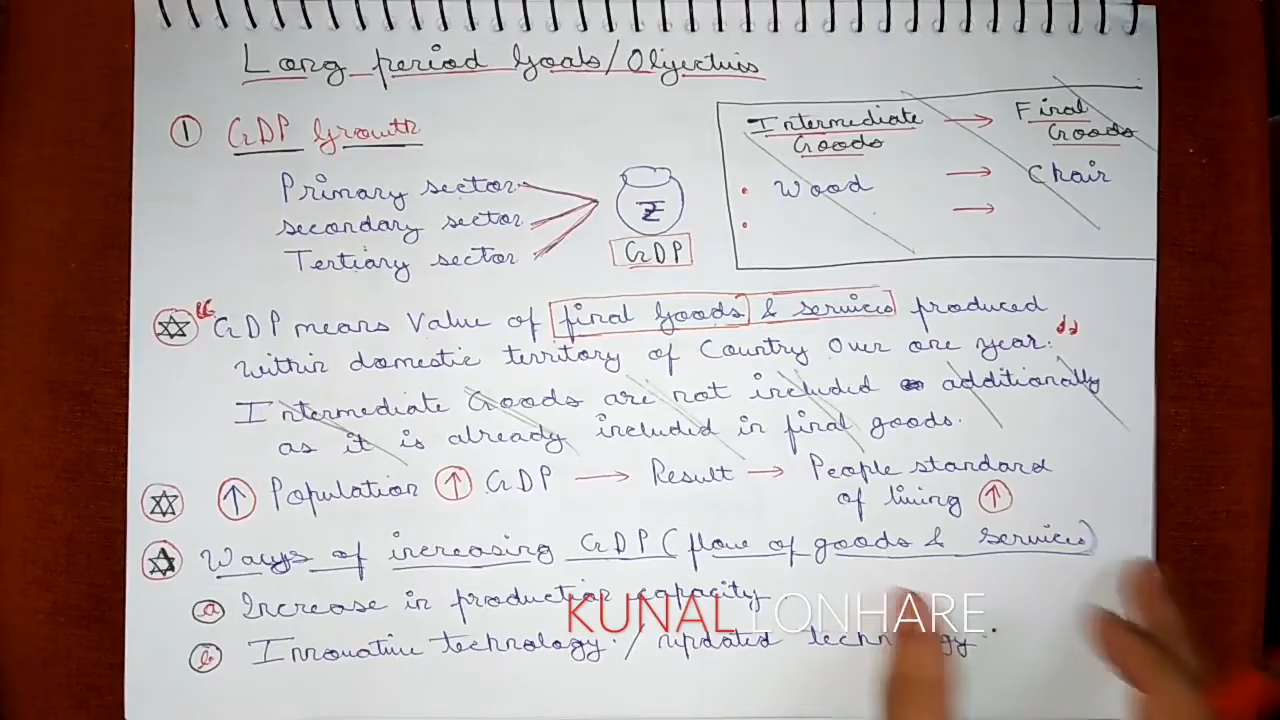 Long period Goals/Objectives
① GDP Growth
Primary sector
secondary sector
Tertiary sector
₹
GDP
Intermediate Goods → Final Goods
• Wood → Chair
• →
"GDP means Value of final goods & services produced
within domestic territory of Country Over one year."
Intermediate Goods are not included additionally
as it is already included in final goods.
↑ Population ↑ GDP → Result → People standard
of living ↑
Ways of increasing GDP (flow of goods & services)
a Increase in production capacity
b Innovative technology. / updated technology
KUNAL LONHARE